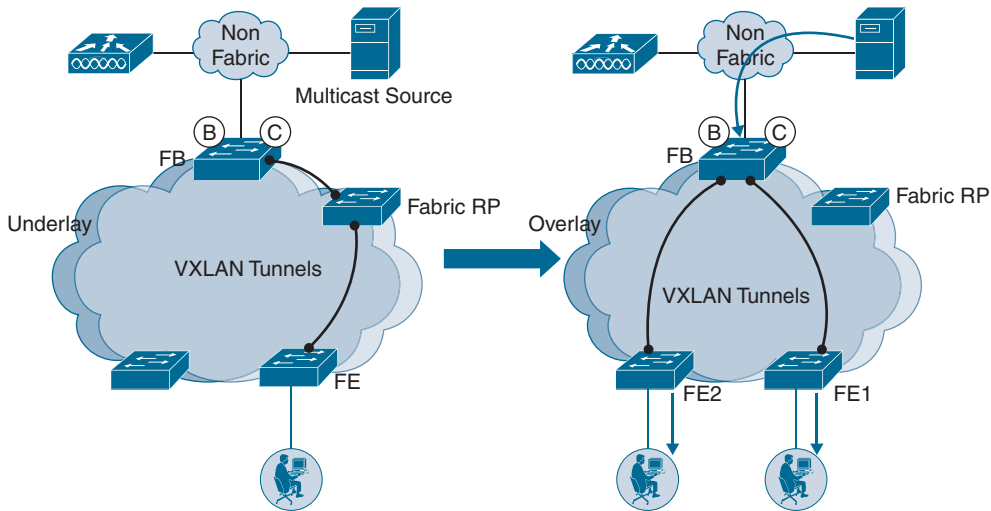 Non
Fabric
Multicast Source
B
C
FB
Fabric RP
Underlay
VXLAN Tunnels
FE
Non
Fabric
B
C
FB
Fabric RP
Overlay
VXLAN Tunnels
FE2
FE1